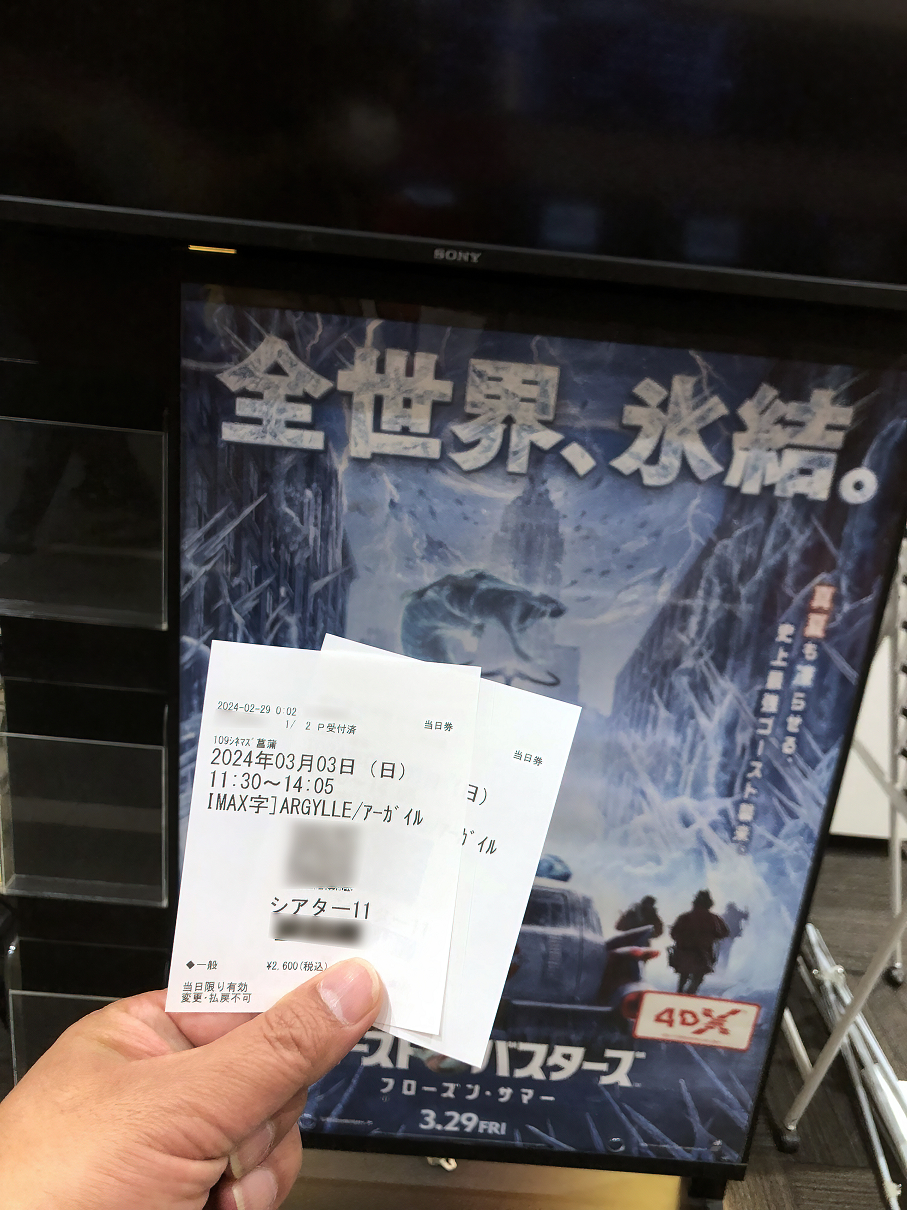 SONY
全世界、氷結。
真夏も凍らせる、
史上最強ゴースト襲来。
2024-02-29 0:02
1/ 2 P受付済
当日券
109シネマズ菖蒲
2024年03月03日 (日)
11:30〜14:05
[IMAX字]ARGYLLE/アーガイル
シアター11
◆一般
¥2,600(税込)
当日限り有効
変更・払戻不可
当日券
日)
ガイル
4DX
ーストバスターズ
フローズン・サマー
3.29FRI